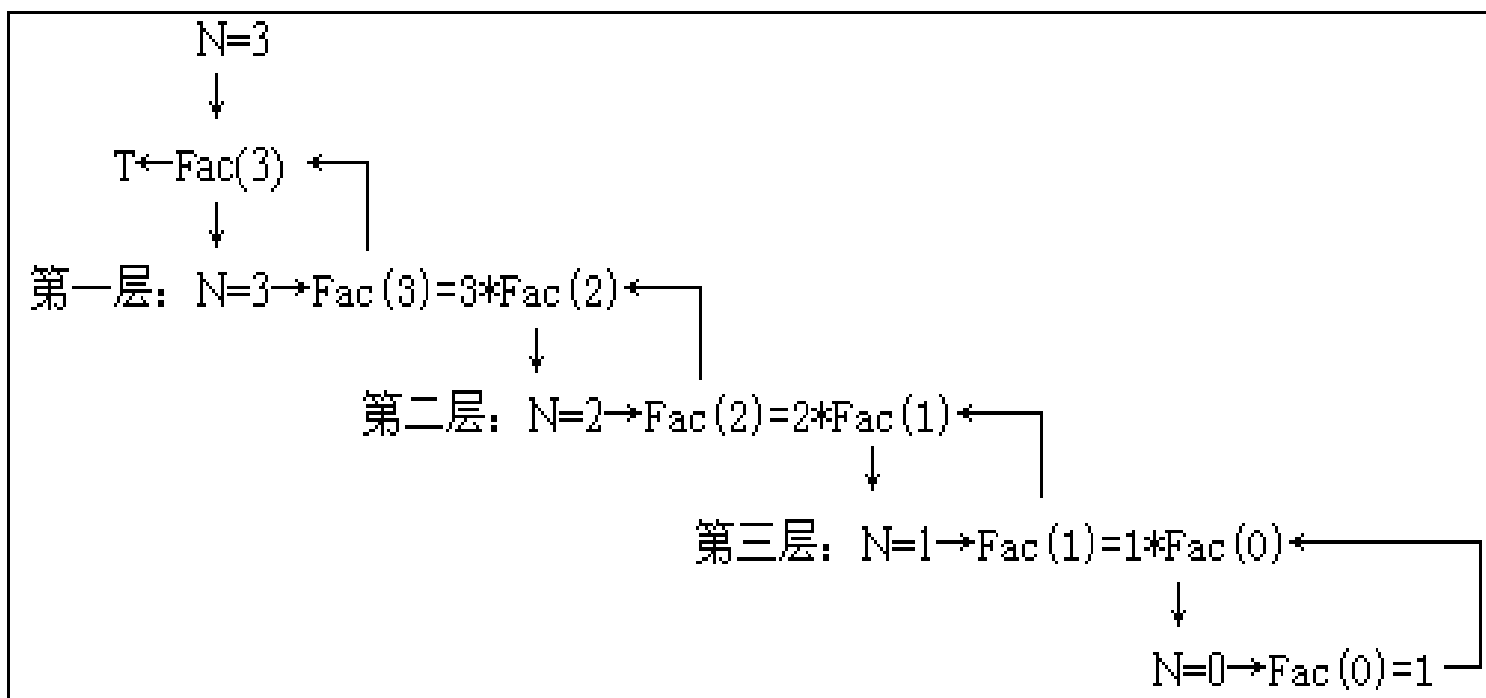 N=3
T←Fac(3)
第一层：N=3→Fac(3)=3*Fac(2)
第二层：N=2→Fac(2)=2*Fac(1)
第三层：N=1→Fac(1)=1*Fac(0)
N=0→Fac(0)=1